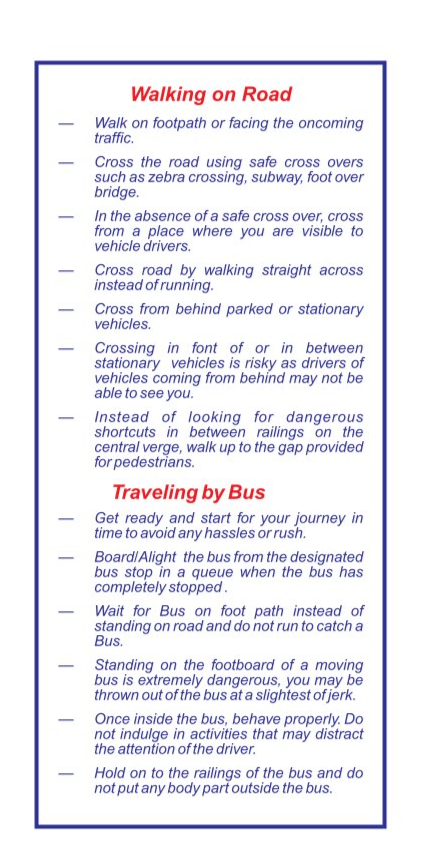 Walking on Road
— Walk on footpath or facing the oncoming
traffic.
— Cross the road using safe cross overs
such as zebra crossing, subway, foot over
bridge.
— In the absence of a safe cross over, cross
from a place where you are visible to
vehicle drivers.
— Cross road by walking straight across
instead of running.
— Cross from behind parked or stationary
vehicles.
— Crossing in font of or in between
stationary vehicles is risky as drivers of
vehicles coming from behind may not be
able to see you.
— Instead of looking for dangerous
shortcuts in between railings on the
central verge, walk up to the gap provided
for pedestrians.
Traveling by Bus
— Get ready and start for your journey in
time to avoid any hassles or rush.
— Board/Alight the bus from the designated
bus stop in a queue when the bus has
completely stopped .
— Wait for Bus on foot path instead of
standing on road and do not run to catch a
Bus.
— Standing on the footboard of a moving
bus is extremely dangerous, you may be
thrown out of the bus at a slightest of jerk.
— Once inside the bus, behave properly. Do
not indulge in activities that may distract
the attention of the driver.
— Hold on to the railings of the bus and do
not put any body part outside the bus.